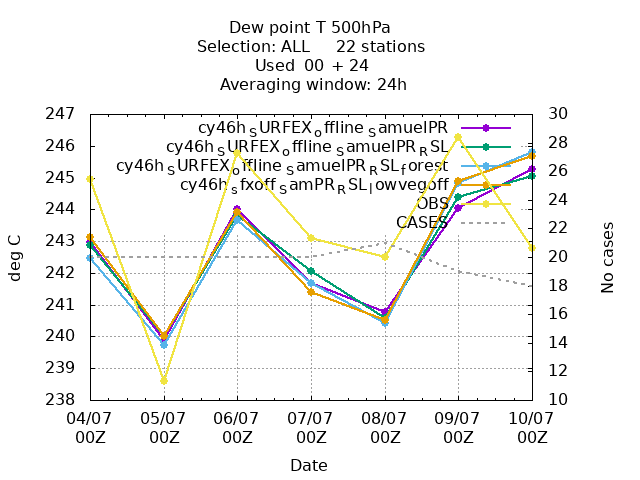 Dew point T 500hPa
Selection: ALL 22 stations
Used 00 + 24
Averaging window: 24h
247 30
cy46h_SURFEX_offline_samuelPR
246 28
cy46h_SURFEX_offline_samuelPR_RSL
cy46h_SURFEX_offline_samuelPR_RSL_forest
245 26
cy46h_sfxoff_samPR_RSL_lowvegoff
244 24
OBS
CASES
243 22
242 20
241 18
240 16
239 14
238 12
10
deg C
No cases
04/07 05/07 06/07 07/07 08/07 09/07 10/07
00Z 00Z 00Z 00Z 00Z 00Z 00Z
Date